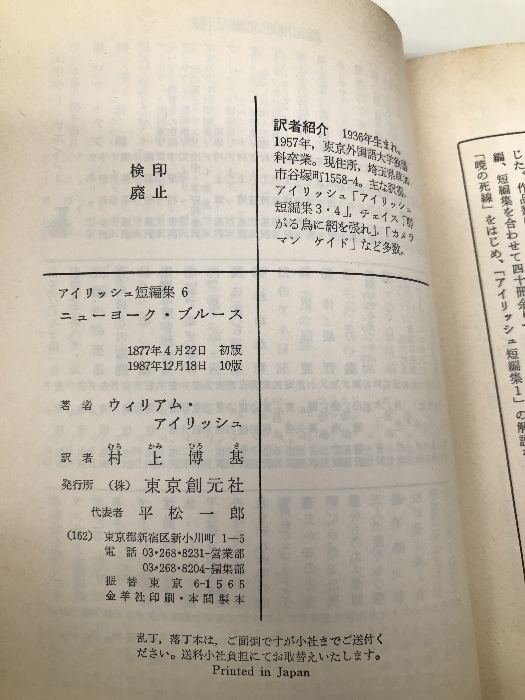 検印
廃止
訳者紹介 1936年生まれ。
1957年,東京外国語大学
科卒業。現住所,埼玉県
市谷塚町1558-4。主な訳書,
アイリッシュ「アイリッシュ
短編集3・4」,チェイス「群
がる鳥に網を張れ」,「カメラ
マン ケイド」など多数。
アイリッシュ短編集 6
ニューヨーク・ブルース
1877年4月22日 初版
1987年12月18日 10版
著者 ウィリアム・
アイリッシュ
むら かみ ひろ き
訳者 村上博基
発行所 (株) 東京創元社
代表者 平松一郎
(162) 東京都新宿区新小川町 1―5
電話 03・268・8231-営業部
03・268・8204-編集部
振替 東京 6-1565
金羊社印刷・本間製本
乱丁,落丁本は,ご面倒ですが小社までご送付く
ださい。送料小社負担にてお取替えいたします。
Printed in Japan
編、短編集を合わせて四十冊余り
「暁の死線」をはじめ、「アイリッシュ短編集1」の解説